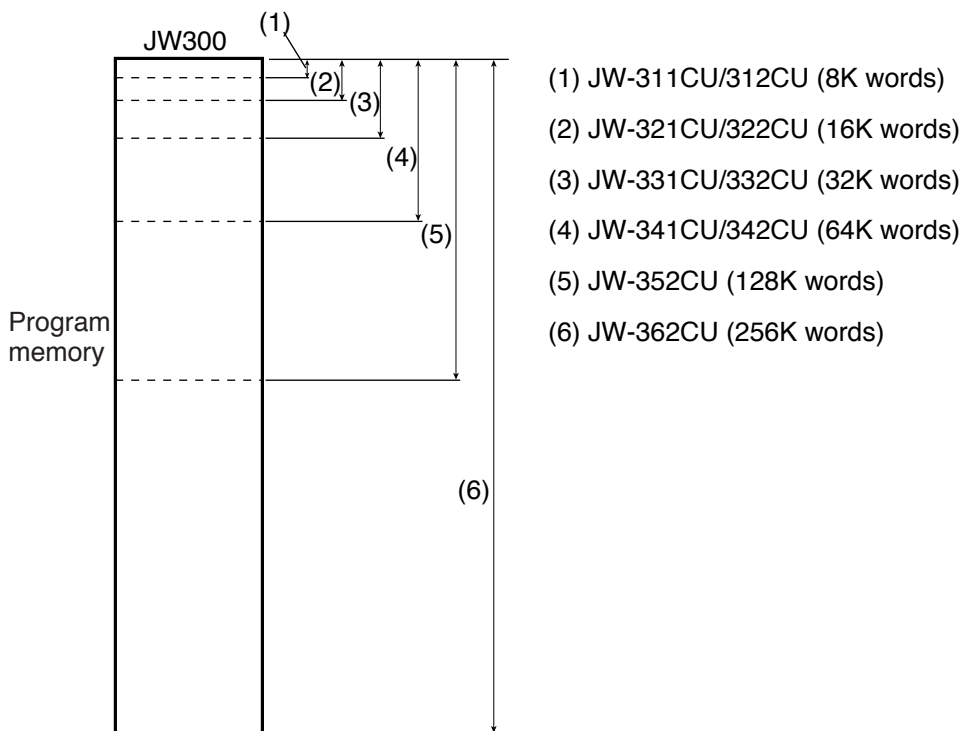 (1)
JW300
(2)
(3)
(4)
(5)
(6)
Program
memory
(1) JW-311CU/312CU (8K words)
(2) JW-321CU/322CU (16K words)
(3) JW-331CU/332CU (32K words)
(4) JW-341CU/342CU (64K words)
(5) JW-352CU (128K words)
(6) JW-362CU (256K words)